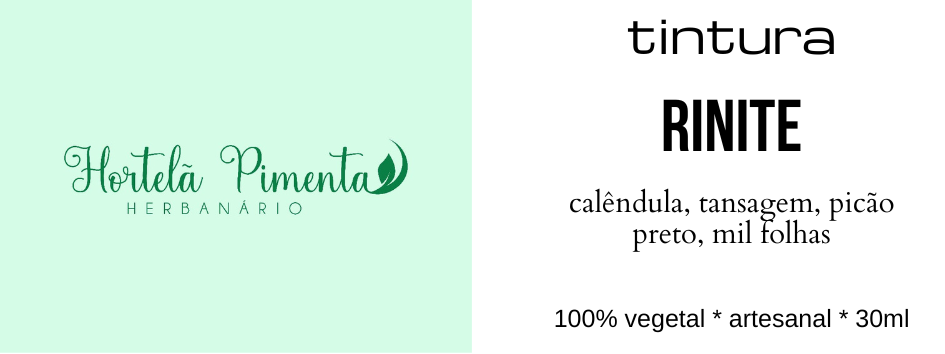 Hortelã Pimenta
HERBANÁRIO
tintura
RINITE
calêndula, tansagem, picão
preto, mil folhas
100% vegetal * artesanal * 30ml